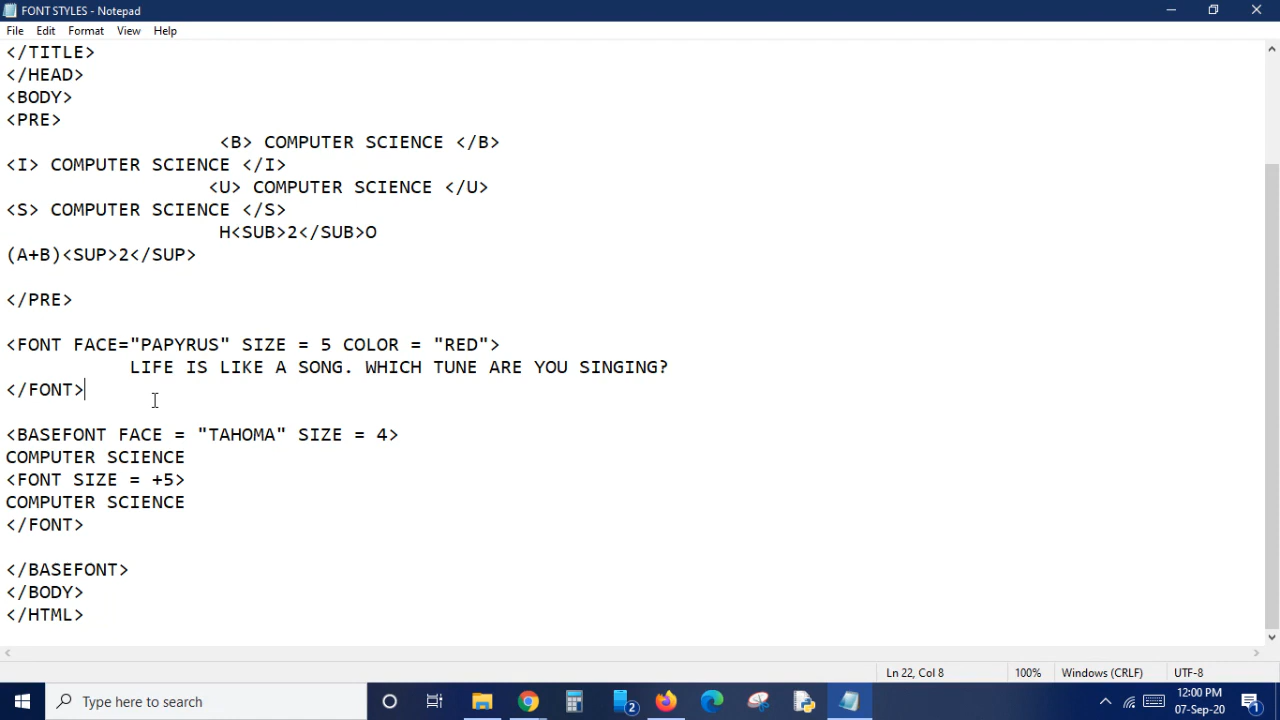 FONT STYLES - Notepad
File Edit Format View Help
</TITLE>
</HEAD>
<BODY>
<PRE>
<B> COMPUTER SCIENCE </B>
<I> COMPUTER SCIENCE </I>
<U> COMPUTER SCIENCE </U>
<S> COMPUTER SCIENCE </S>
H<SUB>2</SUB>O
(A+B)<SUP>2</SUP>
</PRE>
<FONT FACE="PAPYRUS" SIZE = 5 COLOR = "RED">
LIFE IS LIKE A SONG. WHICH TUNE ARE YOU SINGING?
</FONT>
<BASEFONT FACE = "TAHOMA" SIZE = 4>
COMPUTER SCIENCE
<FONT SIZE = +5>
COMPUTER SCIENCE
</FONT>
</BASEFONT>
</BODY>
</HTML>
Ln 22, Col 8 100% Windows (CRLF) UTF-8
Type here to search 2 12:00 PM
07-Sep-20 1